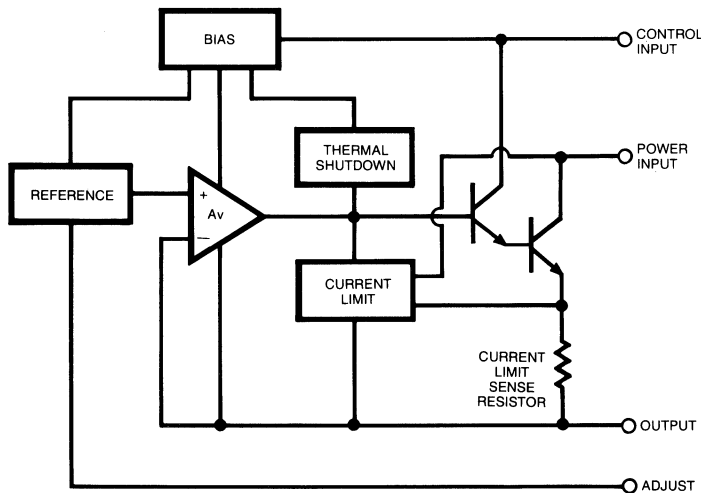 BIAS
CONTROL
INPUT
THERMAL
SHUTDOWN
POWER
INPUT
REFERENCE
+
Av
−
CURRENT
LIMIT
CURRENT
LIMIT
SENSE
RESISTOR
OUTPUT
ADJUST